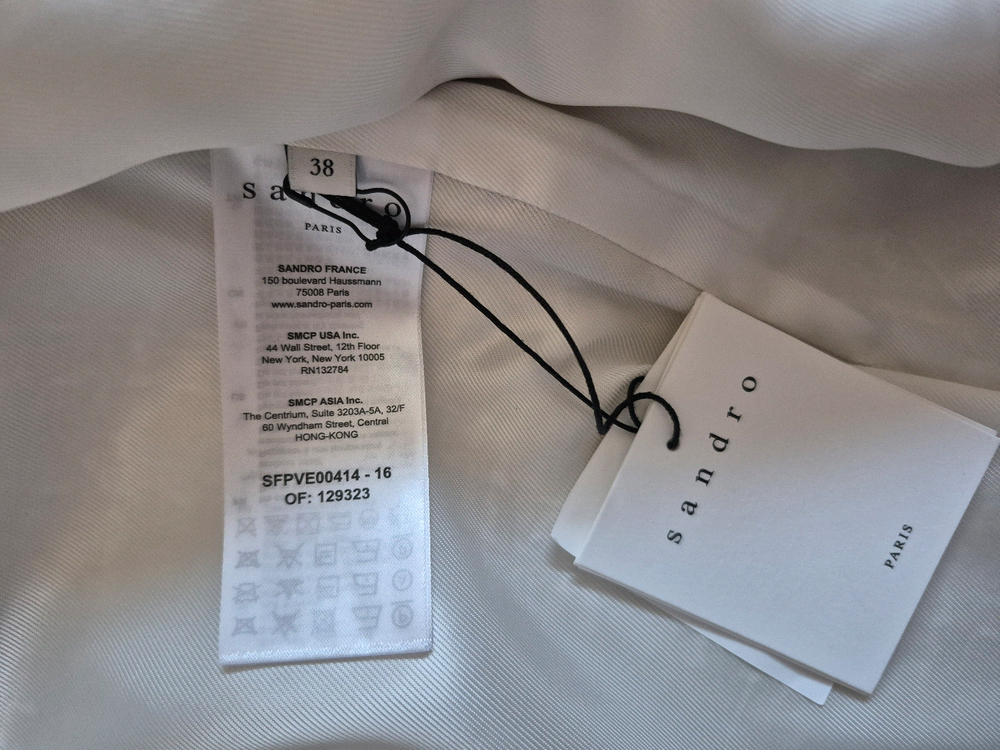 38
sandro
PARIS
SANDRO FRANCE
150 boulevard Haussmann
75008 Paris
www.sandro-paris.com
SMCP USA Inc.
44 Wall Street, 12th Floor
New York, New York 10005
RN132784
SMCP ASIA Inc.
The Centrium, Suite 3203A-5A, 32/F
60 Wyndham Street, Central
HONG-KONG
SFPVE00414 - 16
OF: 129323
sandro
PARIS